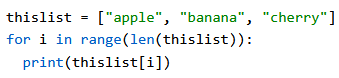 thislist = ["apple", "banana", "cherry"]
for i in range(len(thislist)):
  print(thislist[i])